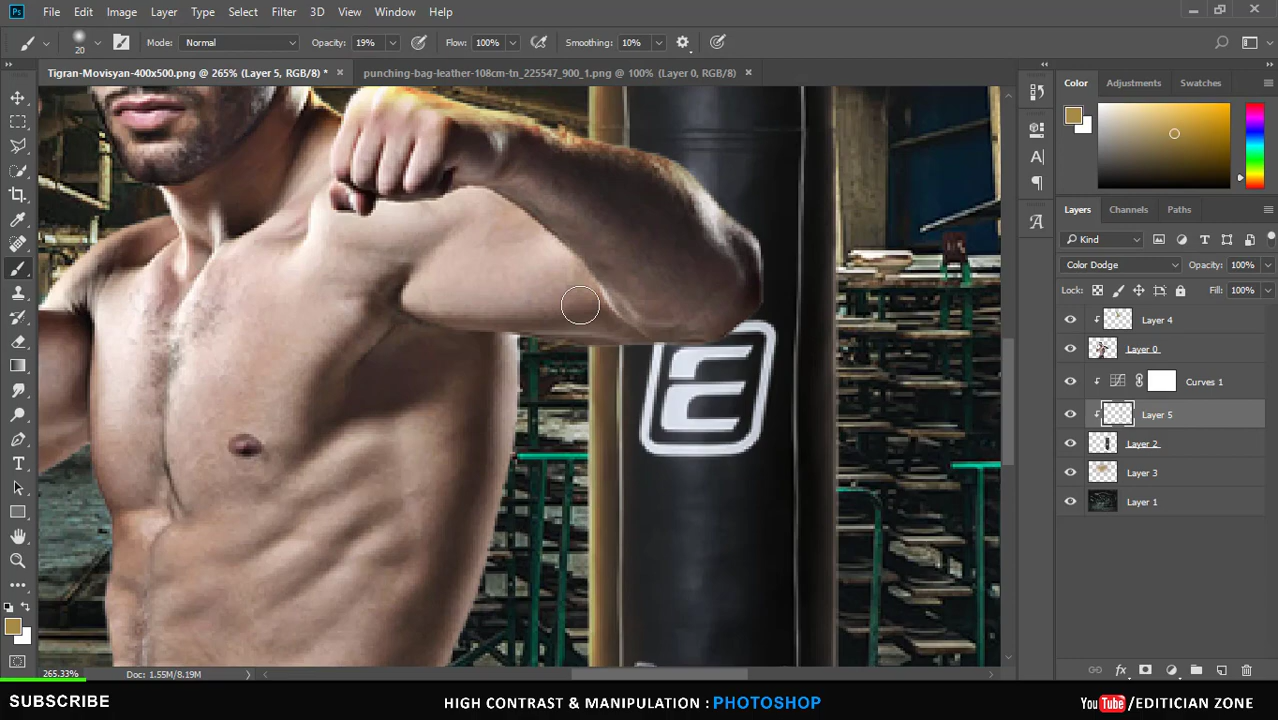 Ps File Edit Image Layer Type Select Filter 3D View Window Help
20 Mode: Normal Opacity: 19% Flow: 100% Smoothing: 10%
Tigran-Movisyan-400x500.png @ 265% (Layer 5, RGB/8) * × punching-bag-leather-108cm-tn_225547_900_1.png @ 100% (Layer 0, RGB/8) ×
Color Adjustments Swatches
Layers Channels Paths
Kind
Color Dodge Opacity: 100%
Lock: Fill: 100%
Layer 4
Layer 0
Curves 1
Layer 5
Layer 2
Layer 3
Layer 1
265.33% Doc: 1.55M/8.19M
SUBSCRIBE HIGH CONTRAST & MANIPULATION : PHOTOSHOP YouTube /EDITICIAN ZONE